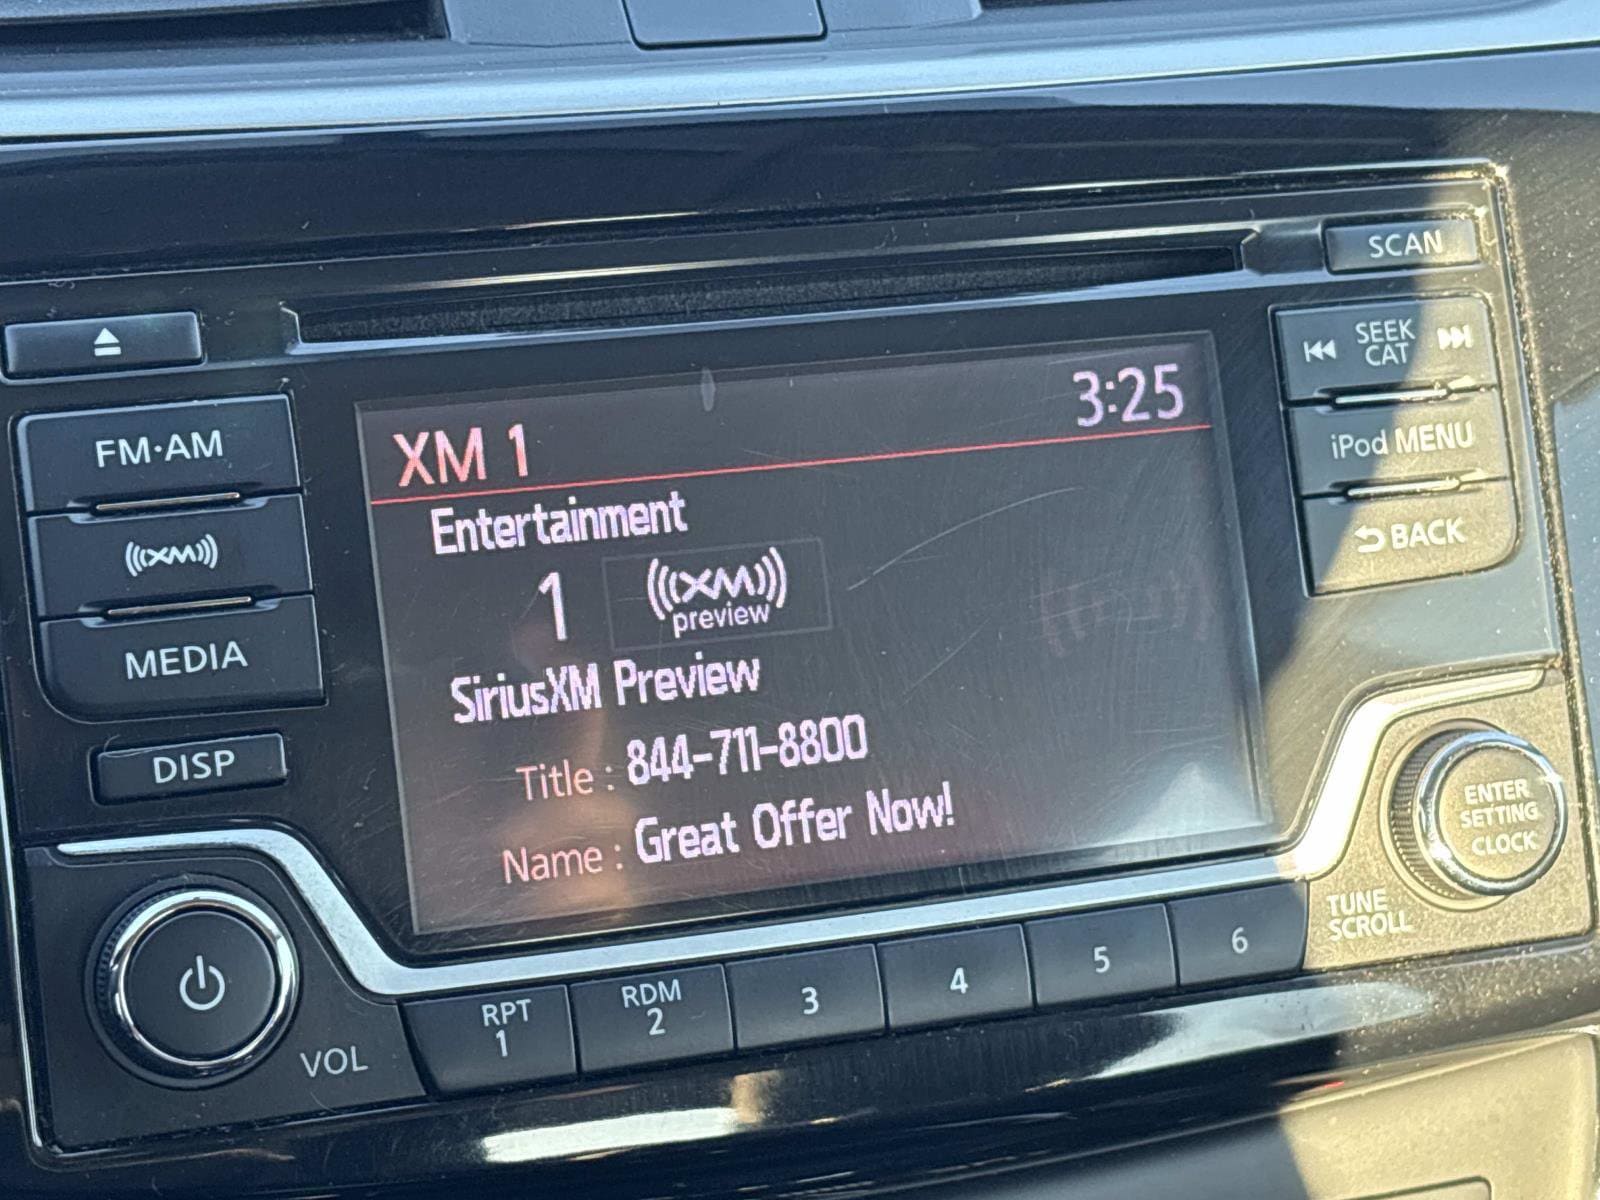 SCAN
SEEK
CAT
iPod MENU
BACK
FM·AM
XM
MEDIA
DISP
XM 1
3:25
Entertainment
1
XM
preview
SiriusXM Preview
Title : 844-711-8800
Name : Great Offer Now!
ENTER
SETTING
CLOCK
TUNE
SCROLL
VOL
RPT
1
RDM
2
3
4
5
6